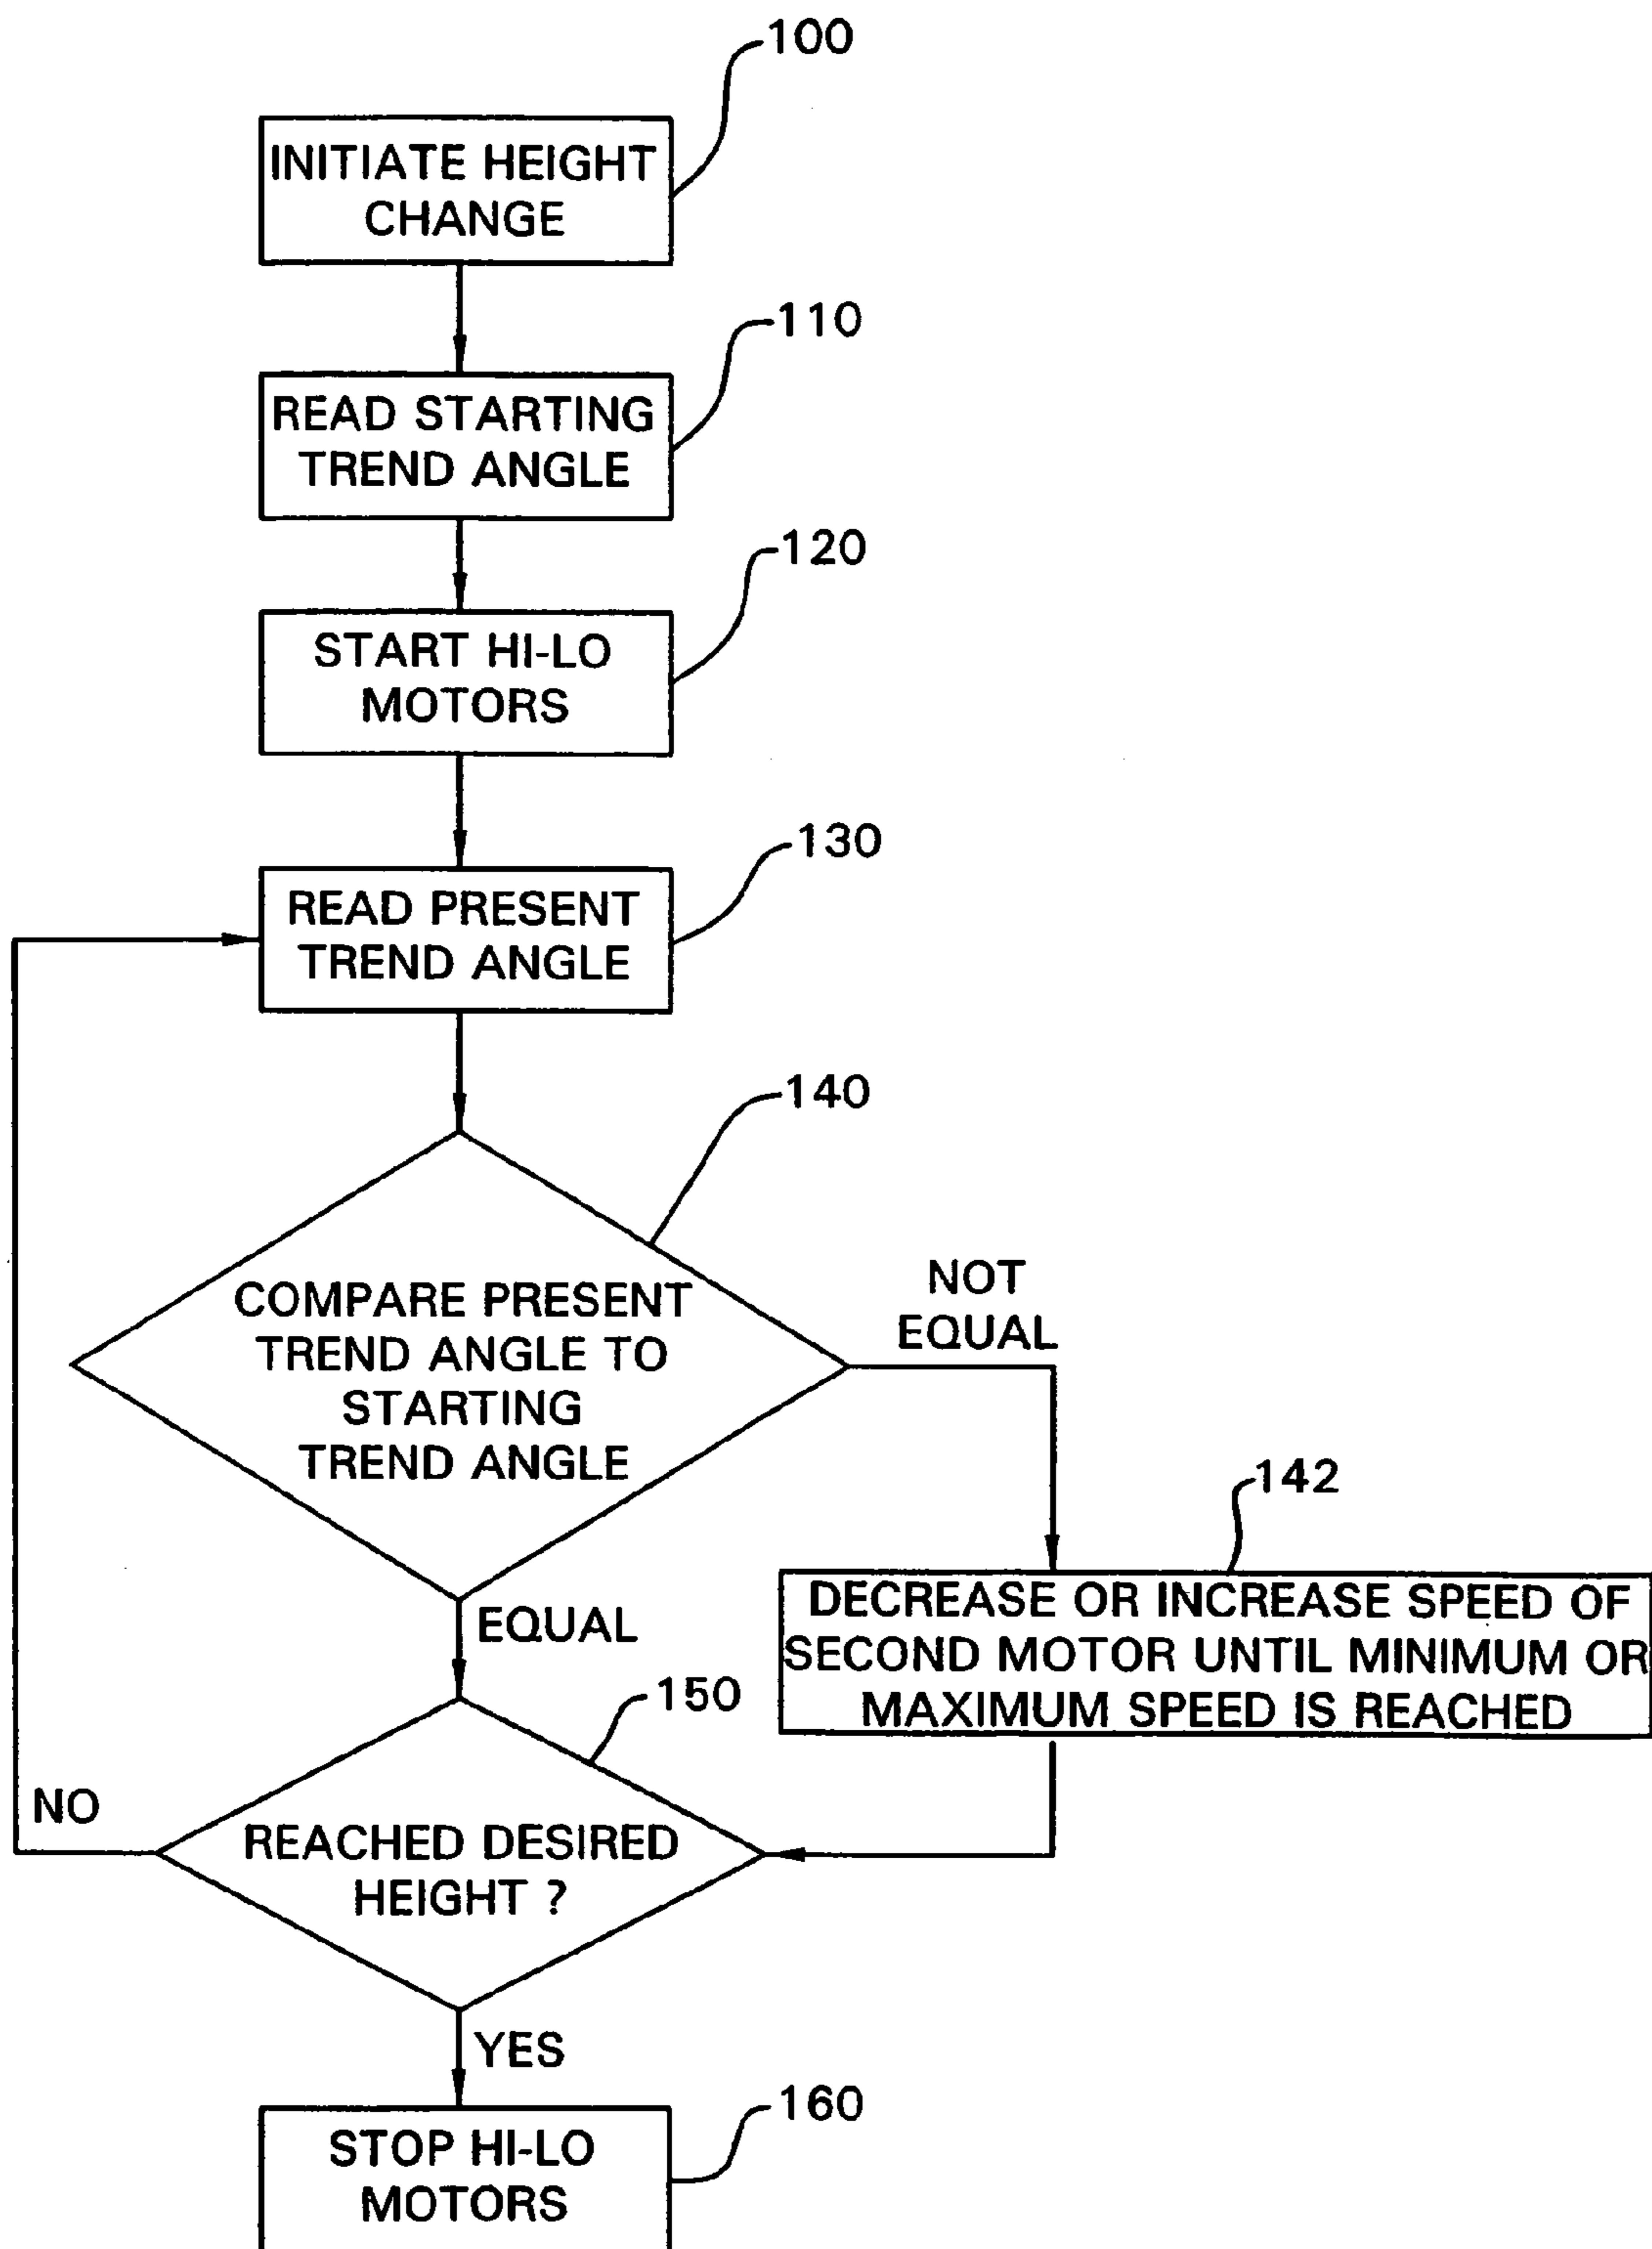 100
INITIATE HEIGHT
CHANGE
110
READ STARTING
TREND ANGLE
120
START HI-LO
MOTORS
130
READ PRESENT
TREND ANGLE
140
COMPARE PRESENT
TREND ANGLE TO
STARTING
TREND ANGLE
NOT
EQUAL
142
DECREASE OR INCREASE SPEED OF
SECOND MOTOR UNTIL MINIMUM OR
MAXIMUM SPEED IS REACHED
EQUAL
150
REACHED DESIRED
HEIGHT ?
NO
YES
160
STOP HI-LO
MOTORS